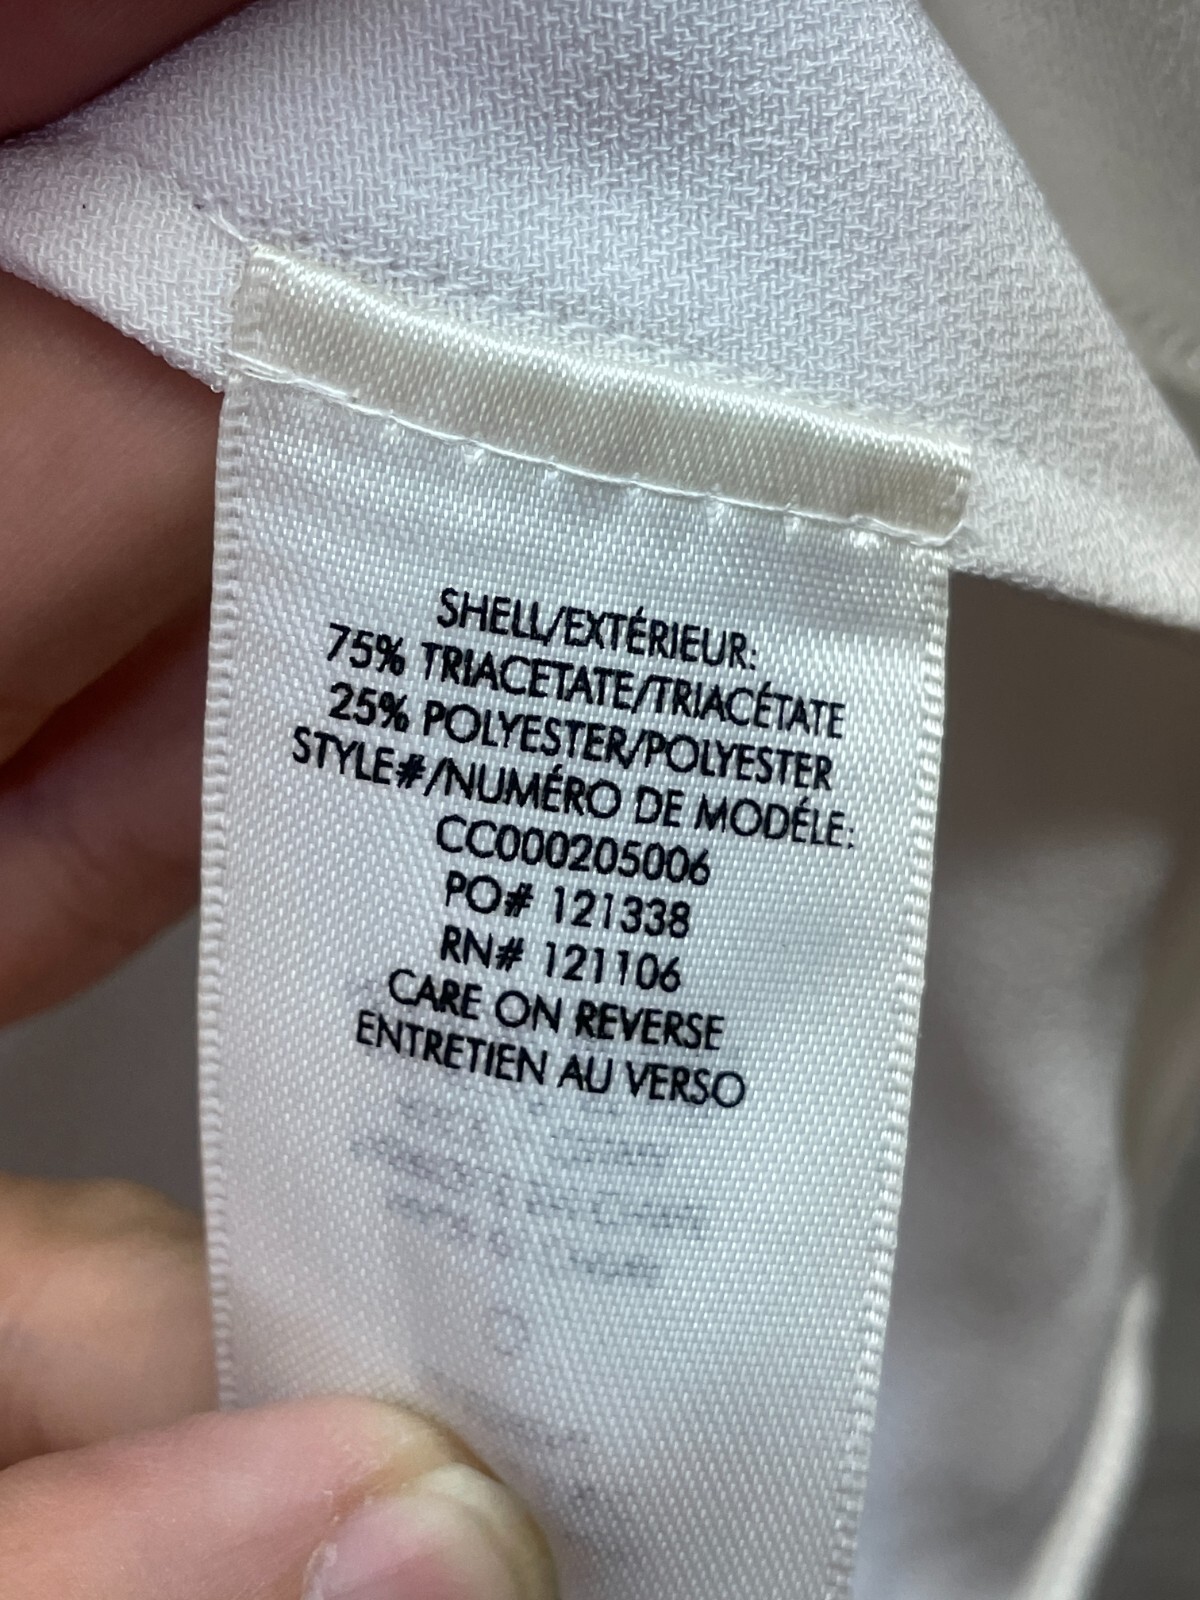 SHELL/EXTÉRIEUR:
75% TRIACETATE/TRIACÉTATE
25% POLYESTER/POLYESTER
STYLE#/NUMÉRO DE MODÉLE:
CC000205006
PO# 121338
RN# 121106
CARE ON REVERSE
ENTRETIEN AU VERSO